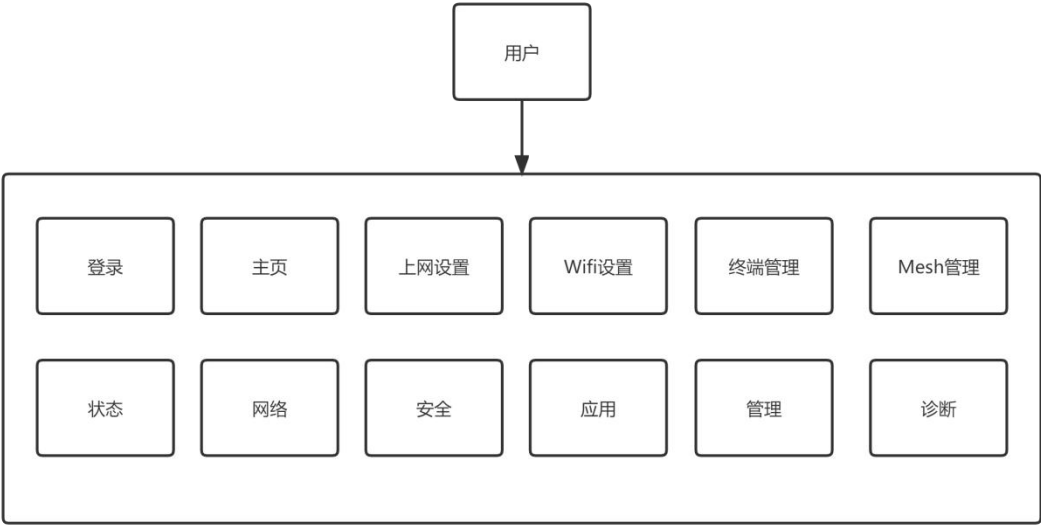 用户
登录
主页
上网设置
Wifi设置
终端管理
Mesh管理
状态
网络
安全
应用
管理
诊断